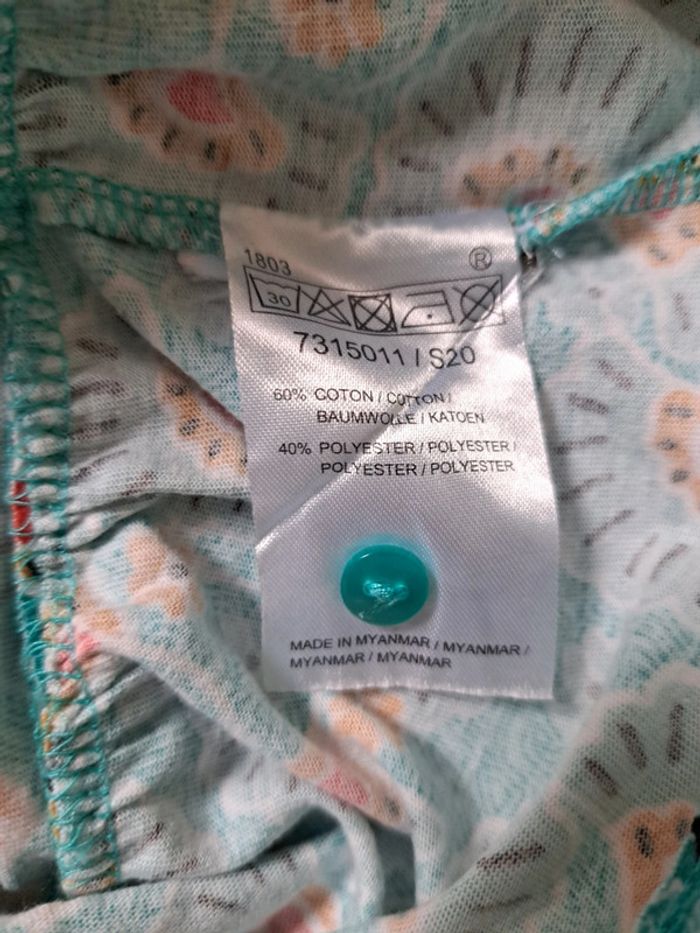 1803 ®
30
7315011 / S20
60% COTON / COTTON /
BAUMWOLLE / KATOEN
40% POLYESTER / POLYESTER /
POLYESTER / POLYESTER
MADE IN MYANMAR / MYANMAR /
MYANMAR / MYANMAR